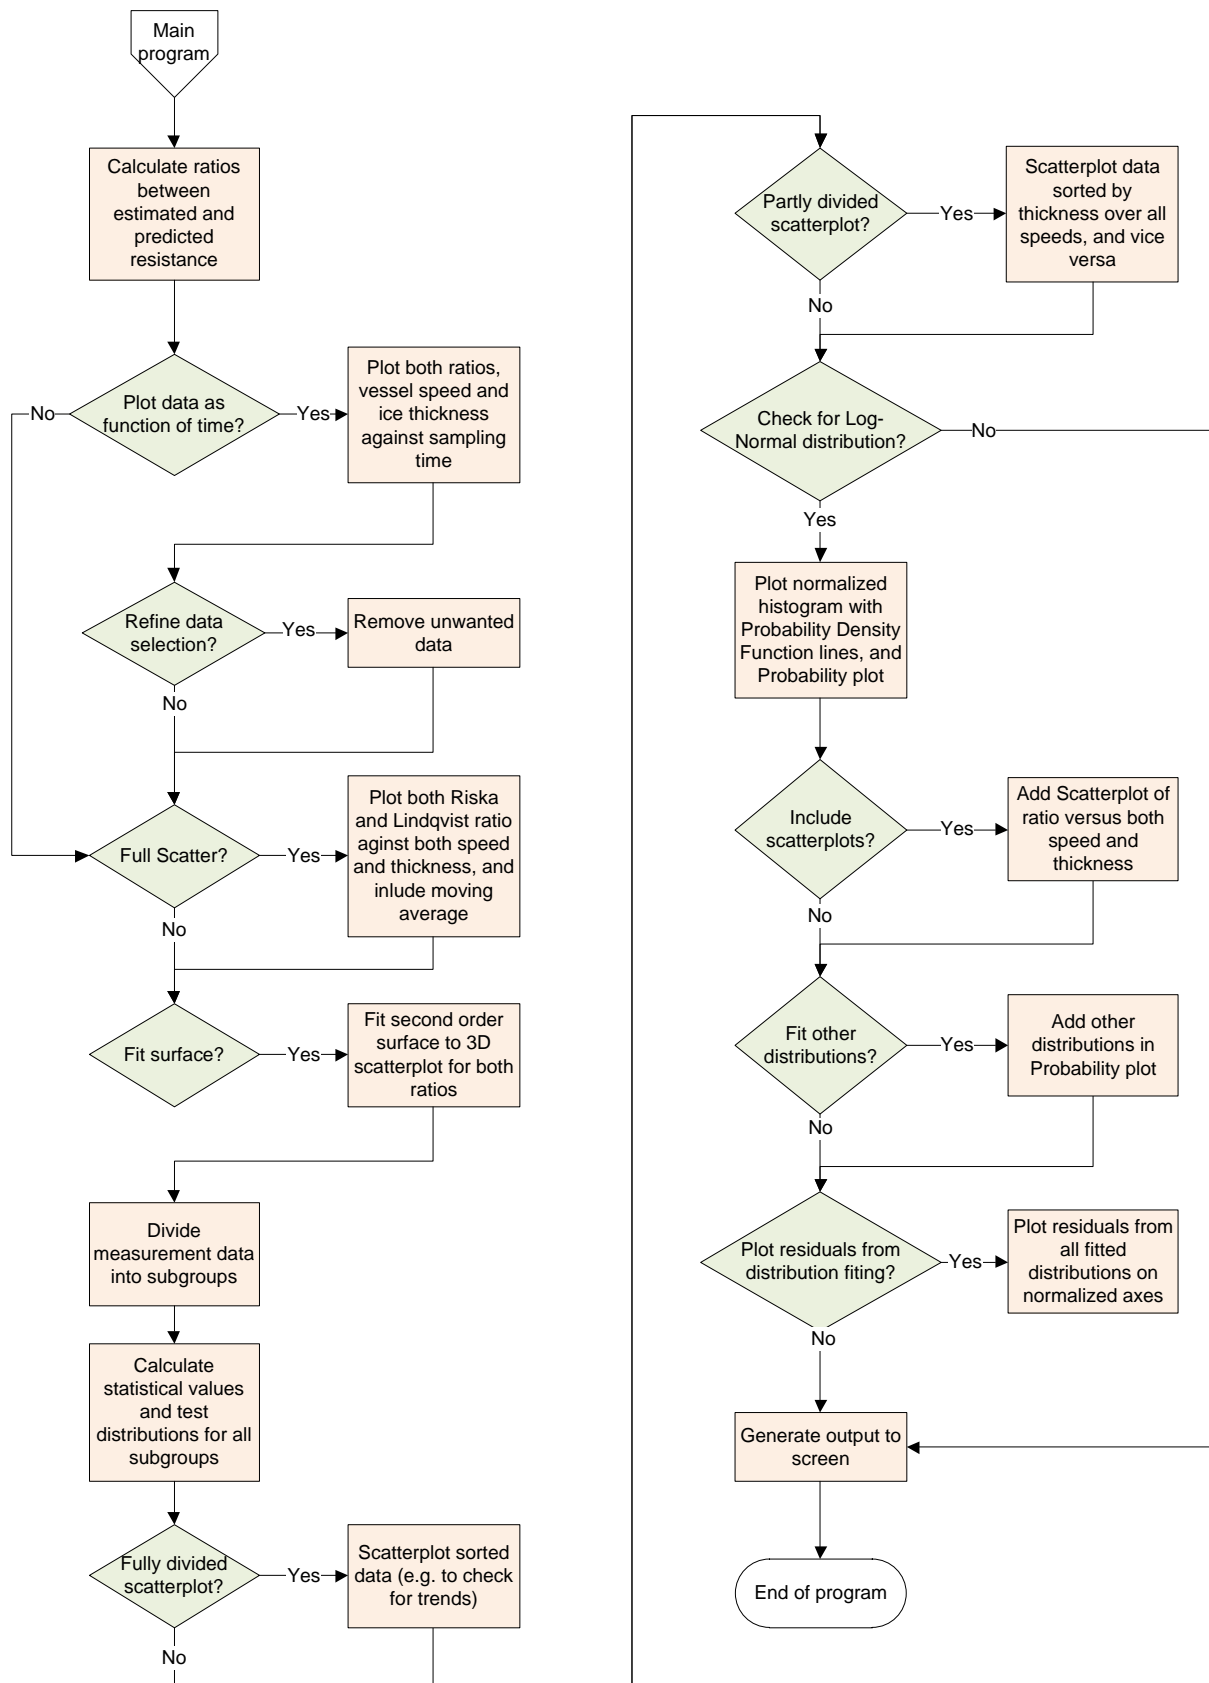 Main
program
Calculate ratios
between
estimated and
predicted
resistance
Plot data as
function of time?
No
Yes
Plot both ratios,
vessel speed and
ice thickness
against sampling
time
Refine data
selection?
Yes
Remove unwanted
data
No
Full Scatter?
Yes
Plot both Riska
and Lindqvist ratio
aginst both speed
and thickness, and
inlude moving
average
No
Fit surface?
Yes
Fit second order
surface to 3D
scatterplot for both
ratios
Divide
measurement data
into subgroups
Calculate
statistical values
and test
distributions for all
subgroups
Fully divided
scatterplot?
Yes
Scatterplot sorted
data (e.g. to check
for trends)
No
Partly divided
scatterplot?
Yes
Scatterplot data
sorted by
thickness over all
speeds, and vice
versa
No
Check for Log-
Normal distribution?
No
Yes
Plot normalized
histogram with
Probability Density
Function lines, and
Probability plot
Include
scatterplots?
Yes
Add Scatterplot of
ratio versus both
speed and
thickness
No
Fit other
distributions?
Yes
Add other
distributions in
Probability plot
No
Plot residuals from
distribution fiting?
Yes
Plot residuals from
all fitted
distributions on
normalized axes
No
Generate output to
screen
End of program